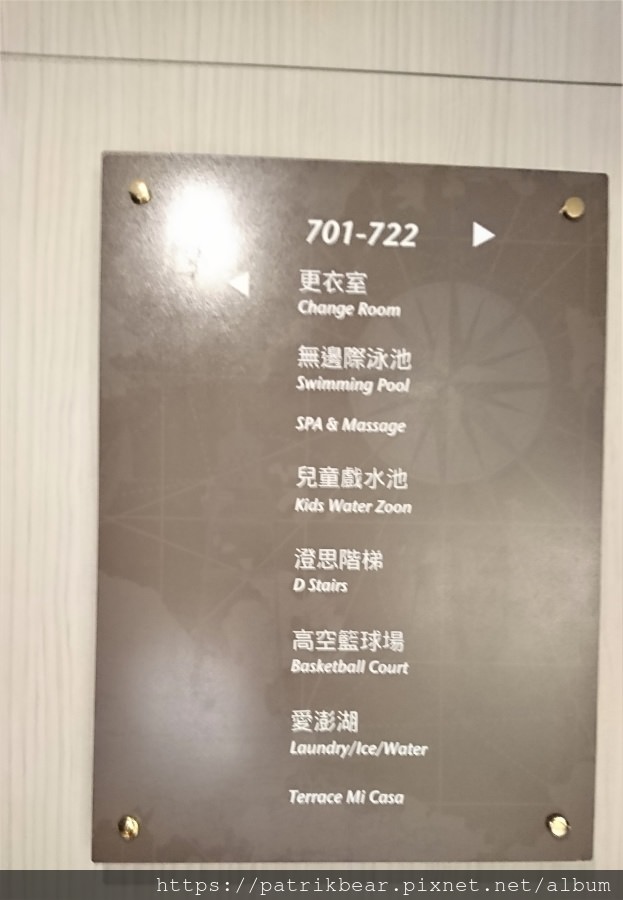 701-722
更衣室
Change Room
無邊際泳池
Swimming Pool
SPA & Massage
兒童戲水池
Kids Water Zoon
澄思階梯
D Stairs
高空籃球場
Basketball Court
愛澎湖
Laundry/Ice/Water
Terrace Mi Casa
https://patrikbear.pixnet.net/album